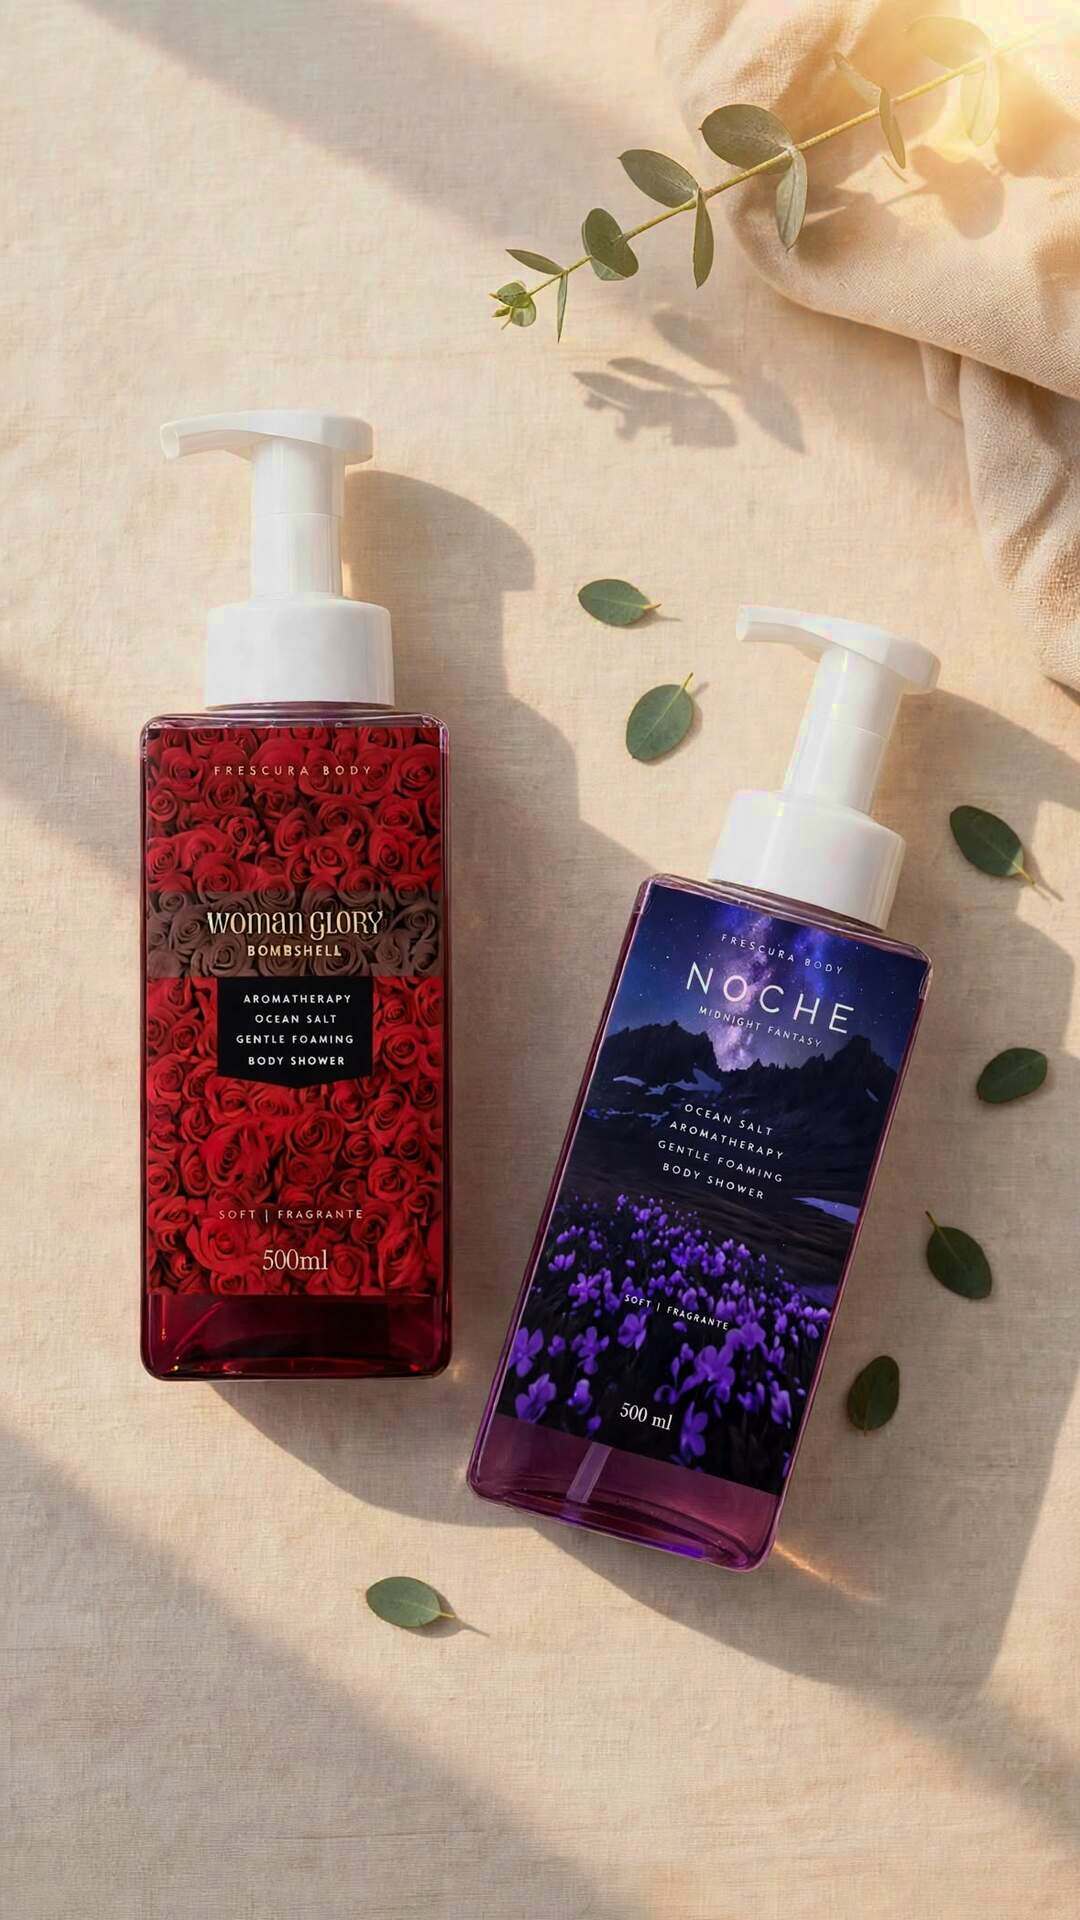 FRESCURA BODY
WOMAN GLORY
BOMBSHELL
AROMATHERAPY
OCEAN SALT
GENTLE FOAMING
BODY SHOWER
SOFT | FRAGRANTE
500ml
FRESCURA BODY
NOCHE
MIDNIGHT FANTASY
OCEAN SALT
AROMATHERAPY
GENTLE FOAMING
BODY SHOWER
SOFT | FRAGRANTE
500 ml